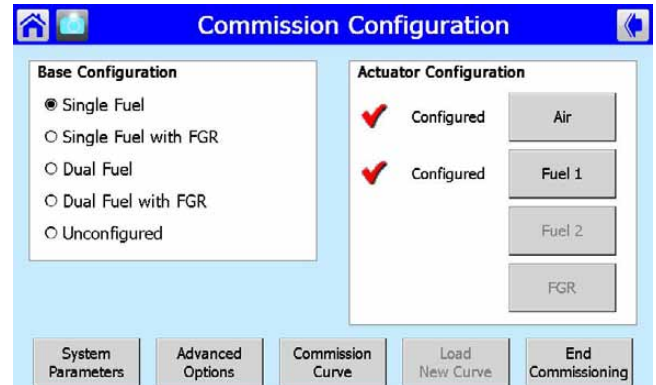 Commission Configuration
Base Configuration
Single Fuel
Single Fuel with FGR
Dual Fuel
Dual Fuel with FGR
Unconfigured
Actuator Configuration
Configured
Air
Configured
Fuel 1
Fuel 2
FGR
System
Parameters
Advanced
Options
Commission
Curve
Load
New Curve
End
Commissioning